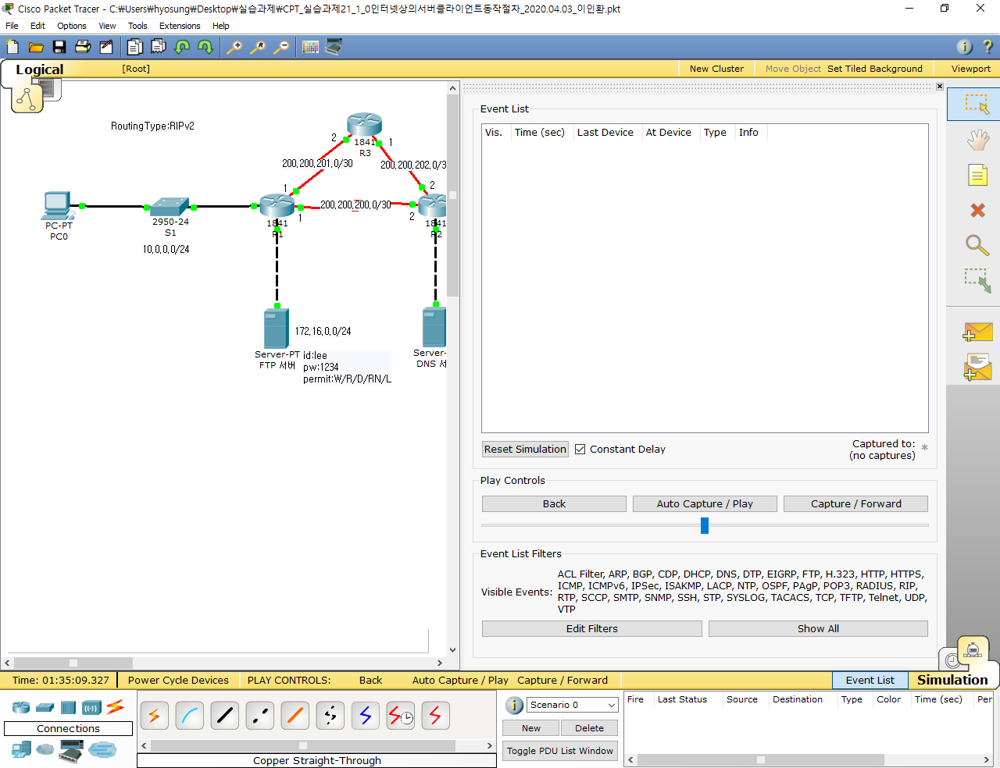 Cisco Packet Tracer - C:₩Users₩hyosung₩Desktop₩실습과제₩CPT_실습과제21_1_0인터넷상의서버클라이언트동작절차_2020.04.03_이인환.pkt
File Edit Options View Tools Extensions Help
Logical [Root] New Cluster Move Object Set Tiled Background Viewport
RoutingType:RIPv2
2
1841
R3
1
200,200,201,0/30
200,200,202,0/3
1
2
200,200,200,0/30
1
2
PC-PT
PC0
2950-24
S1
10,0,0,0/24
1841
R1
1841
R2
172,16,0,0/24
Server-PT
FTP 서버
id:lee
pw:1234
permit:W/R/D/RN/L
Server-
DNS 서
Event List
Vis. Time (sec) Last Device At Device Type Info
Reset Simulation Constant Delay
Captured to: *
(no captures)
Play Controls
Back Auto Capture / Play Capture / Forward
Event List Filters
Visible Events:
ACL Filter, ARP, BGP, CDP, DHCP, DNS, DTP, EIGRP, FTP, H.323, HTTP, HTTPS,
ICMP, ICMPv6, IPSec, ISAKMP, LACP, NTP, OSPF, PAgP, POP3, RADIUS, RIP,
RTP, SCCP, SMTP, SNMP, SSH, STP, SYSLOG, TACACS, TCP, TFTP, Telnet, UDP,
VTP
Edit Filters Show All
Time: 01:35:09.327 Power Cycle Devices PLAY CONTROLS: Back Auto Capture / Play Capture / Forward Event List Simulation
Connections
Copper Straight-Through
Scenario 0
New Delete
Toggle PDU List Window
Fire Last Status Source Destination Type Color Time (sec) Per